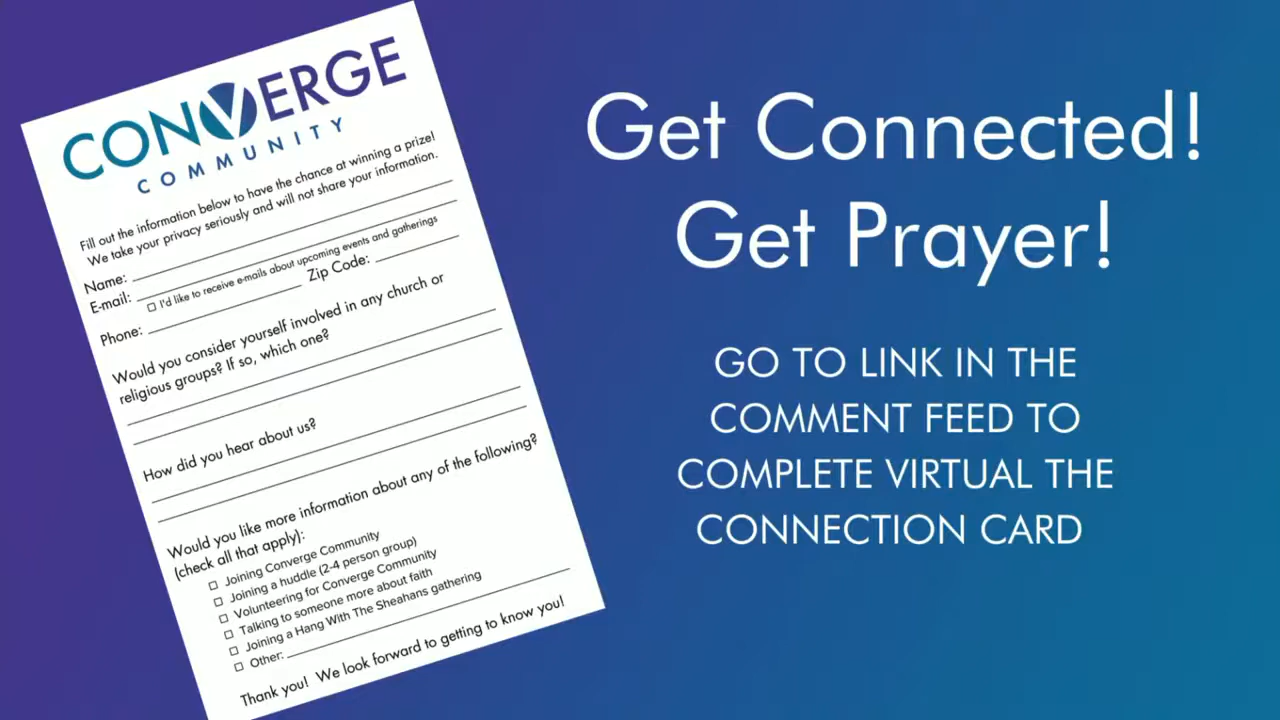 CONVERGE
COMMUNITY
Fill out the information below to have the chance at winning a prize!
We take your privacy seriously and will not share your information.
Name:
E-mail:
I'd like to receive e-mails about upcoming events and gatherings
Phone: Zip Code:
Would you consider yourself involved in any church or
religious groups? If so, which one?
How did you hear about us?
Would you like more information about any of the following?
(check all that apply):
Joining Converge Community
Joining a huddle (2-4 person group)
Volunteering for Converge Community
Talking to someone more about faith
Joining a Hang With The Sheahans gathering
Other:
Thank you! We look forward to getting to know you!
Get Connected!
Get Prayer!
GO TO LINK IN THE
COMMENT FEED TO
COMPLETE VIRTUAL THE
CONNECTION CARD